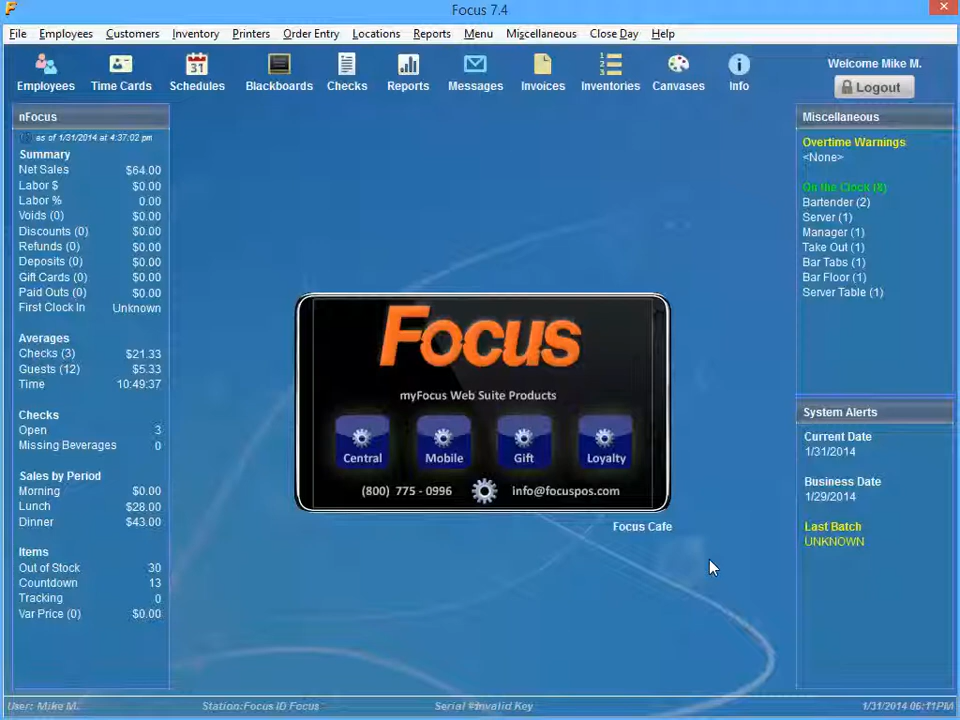 Focus 7.4
File Employees Customers Inventory Printers Order Entry Locations Reports Menu Miscellaneous Close Day Help
Employees Time Cards Schedules Blackboards Checks Reports Messages Invoices Inventories Canvases Info
31
Welcome Mike M.
Logout
nFocus
as of 1/31/2014 at 4:37:02 pm
Summary
Net Sales $64.00
Labor $ $0.00
Labor % 0.00
Voids (0) $0.00
Discounts (0) $0.00
Refunds (0) $0.00
Deposits (0) $0.00
Gift Cards (0) $0.00
Paid Outs (0) $0.00
First Clock In Unknown
Averages
Checks (3) $21.33
Guests (12) $5.33
Time 10:49:37
Checks
Open 3
Missing Beverages 0
Sales by Period
Morning $0.00
Lunch $28.00
Dinner $43.00
Items
Out of Stock 30
Countdown 13
Tracking 0
Var Price (0) $0.00
Focus
myFocus Web Suite Products
Central Mobile Gift Loyalty
(800) 775 - 0996 info@focuspos.com
Focus Cafe
Miscellaneous
Overtime Warnings
<None>
On the Clock (8)
Bartender (2)
Server (1)
Manager (1)
Take Out (1)
Bar Tabs (1)
Bar Floor (1)
Server Table (1)
System Alerts
Current Date
1/31/2014
Business Date
1/29/2014
Last Batch
UNKNOWN
User: Mike M. Station:Focus ID Focus Serial #Invalid Key 1/31/2014 06:11PM